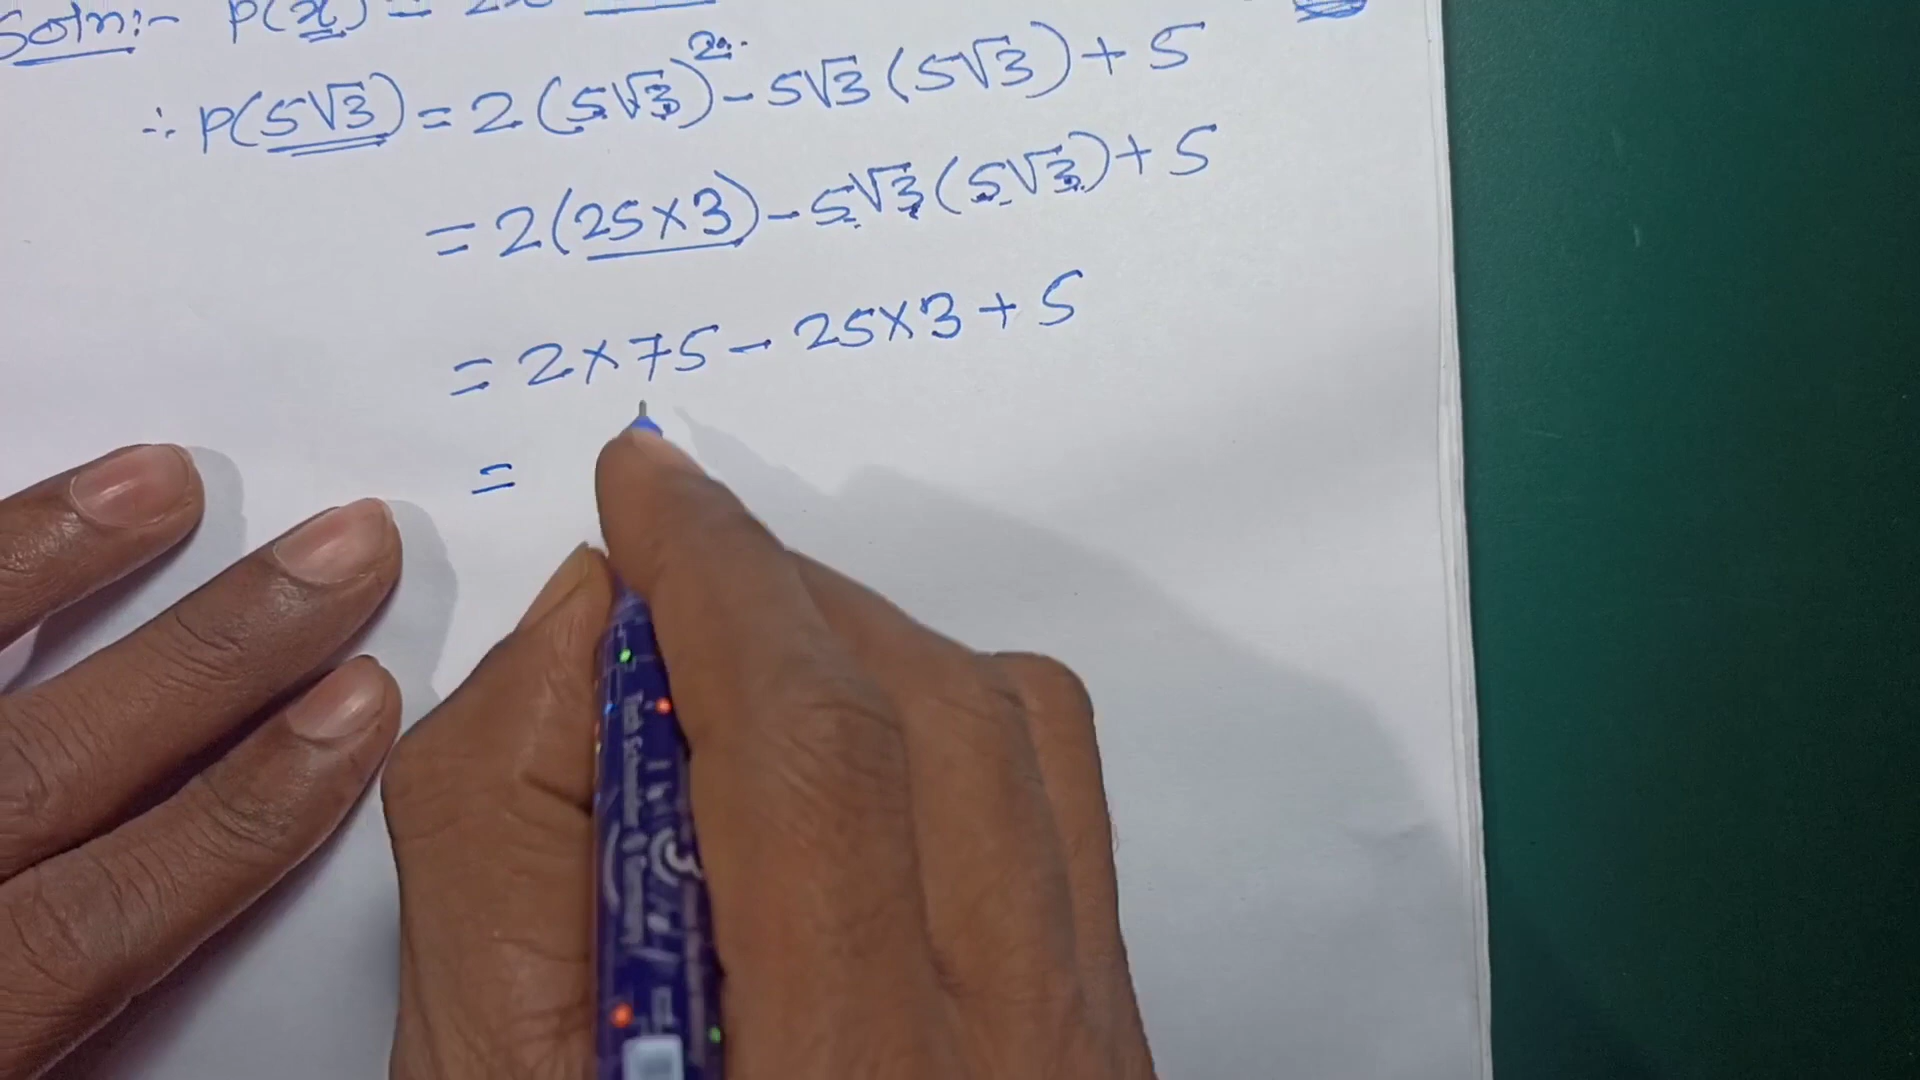 Soln:- P(x) = 2x
∴ P(5√3) = 2(5√3)² - 5√3(5√3) + 5
= 2(25×3) - 5√3(5√3) + 5
= 2×75 - 25×3 + 5
=